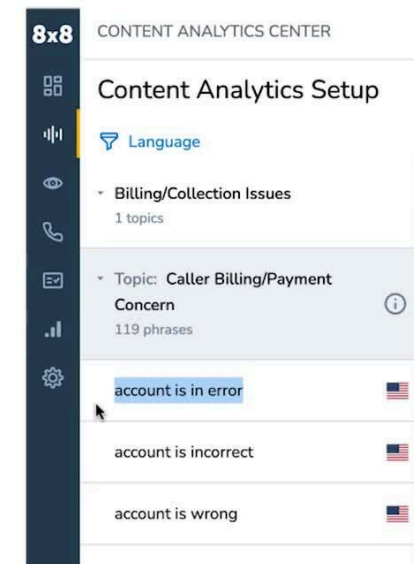 8x8
CONTENT ANALYTICS CENTER
Content Analytics Setup
Language
Billing/Collection Issues
1 topics
Topic: Caller Billing/Payment
Concern
119 phrases
account is in error
account is incorrect
account is wrong